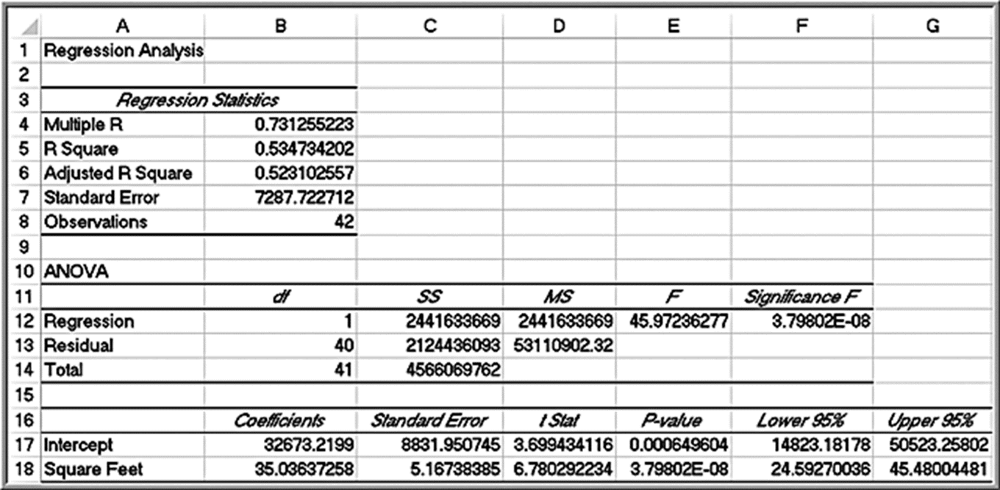 A B C D E F G
1 Regression Analysis
2
3 Regression Statistics
4 Multiple R 0.731255223
5 R Square 0.534734202
6 Adjusted R Square 0.523102557
7 Standard Error 7287.722712
8 Observations 42
9
10 ANOVA
11 df SS MS F Significance F
12 Regression 1 2441633669 2441633669 45.97236277 3.79802E-08
13 Residual 40 2124436093 53110902.32
14 Total 41 4566069762
15
16 Coefficients Standard Error t Stat P-value Lower 95% Upper 95%
17 Intercept 32673.2199 8831.950745 3.699434116 0.000649604 14823.18178 50523.25802
18 Square Feet 35.03637258 5.16738385 6.780292234 3.79802E-08 24.59270036 45.48004481